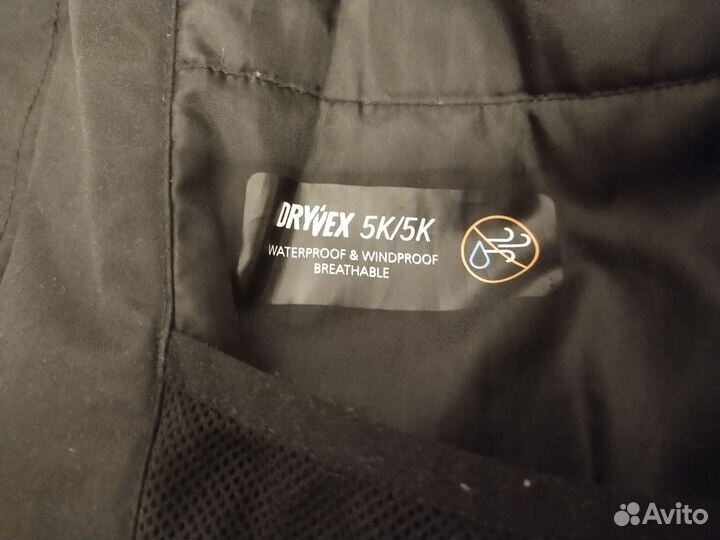 DRYVEX 5K/5K
WATERPROOF & WINDPROOF
BREATHABLE
Avito